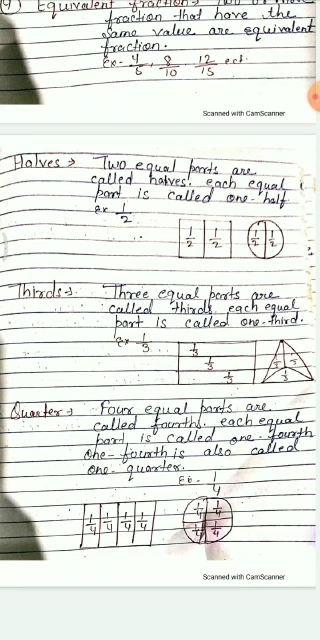 (9) Equivalent fractions →
fraction that have the
same value are equivalent
fraction.
Ex- 4/5, 8/10, 12/15 ect.
Scanned with CamScanner
Halves → Two equal parts are
called halves. each equal
part is called one-half
Ex 1/2
1/2 1/2 1/2 1/2
Thirds → Three equal parts are
called thirds. each equal
part is called one-third.
Ex- 1/3
1/3
1/3
1/3
1/3 1/3
1/3
Quarter → Four equal parts are
called fourths. each equal
part is called one-fourth
one-fourth is also called
one-quarter.
Ex- 1/4
1/4 1/4 1/4 1/4
1/4 1/4
1/4 1/4
Scanned with CamScanner